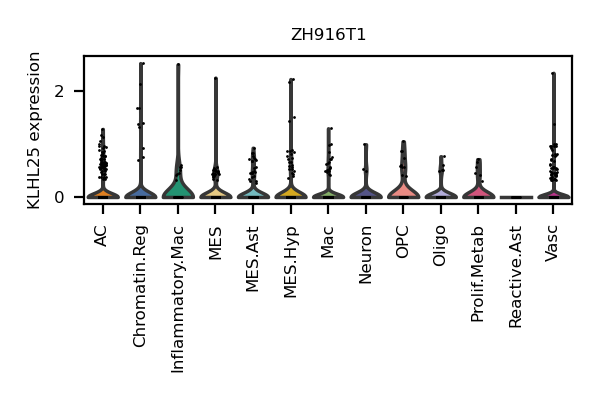 ZH916T1
KLHL25 expression
2
0
AC
Chromatin.Reg
Inflammatory.Mac
MES
MES.Ast
MES.Hyp
Mac
Neuron
OPC
Oligo
Prolif.Metab
Reactive.Ast
Vasc